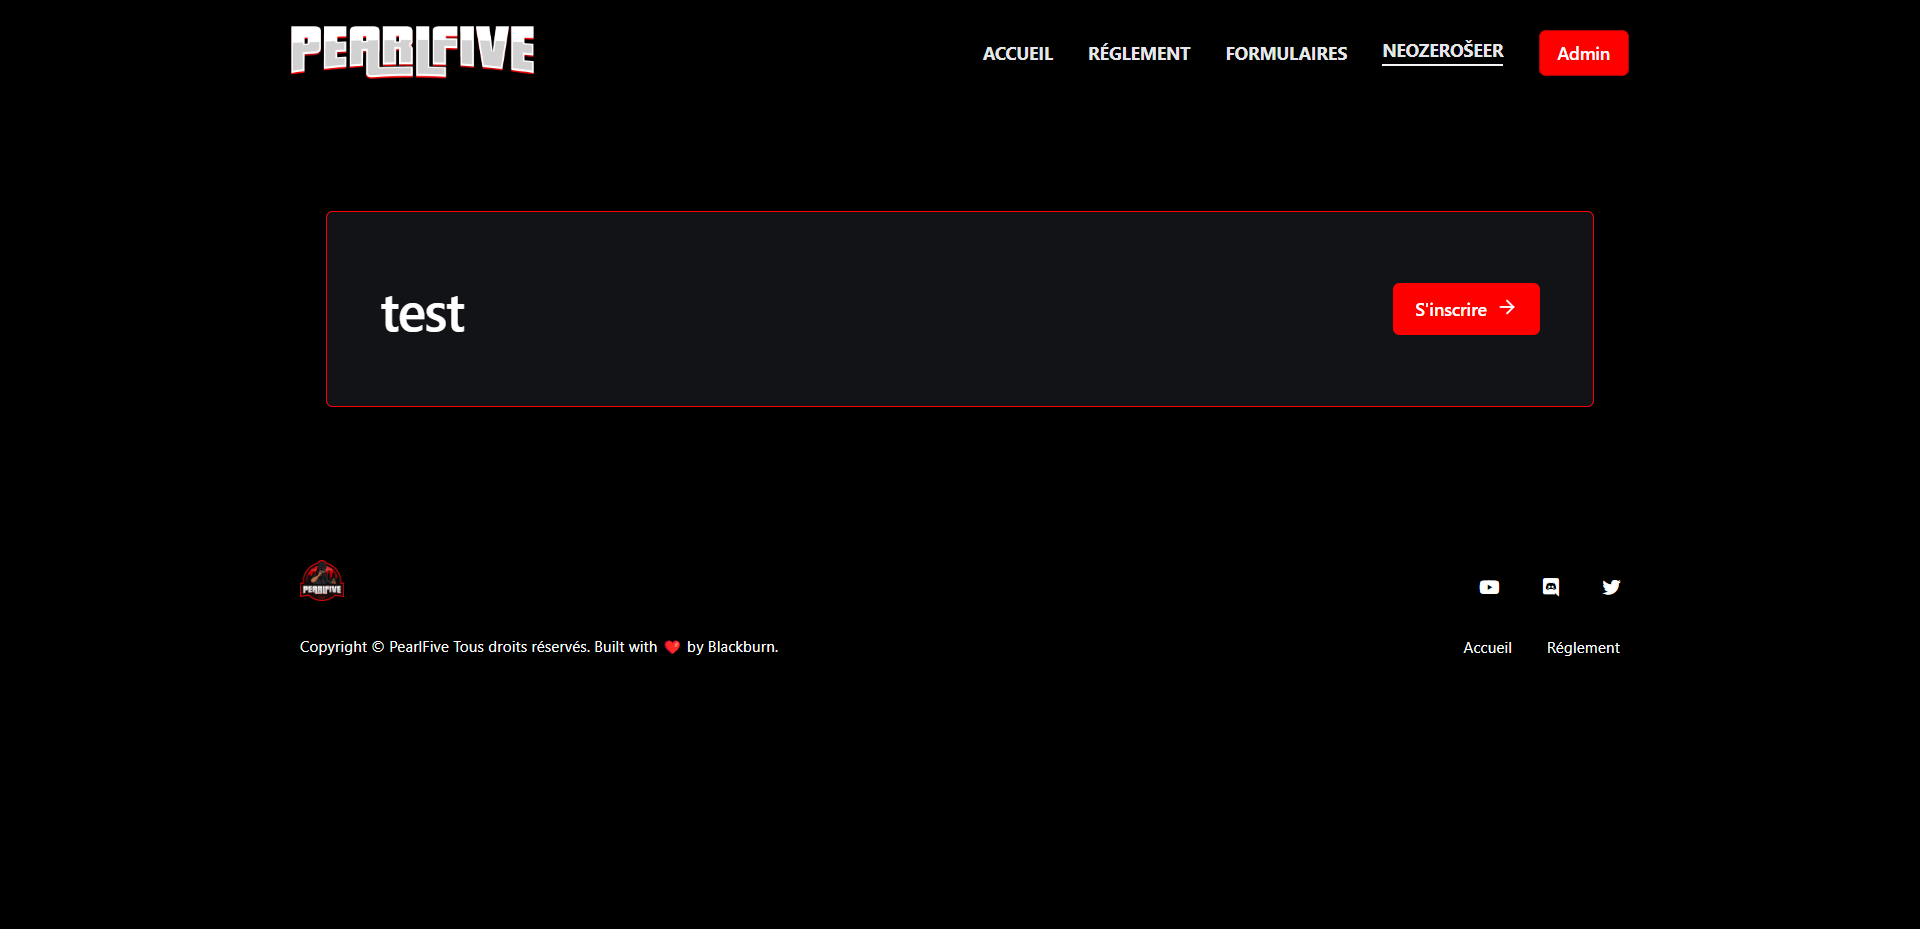 PEARLFIVE
ACCUEIL RÉGLEMENT FORMULAIRES NEOZEROŠEER Admin
test
S'inscrire
PEARLFIVE
Copyright © PearlFive Tous droits réservés. Built with ❤️ by Blackburn.
Accueil Réglement